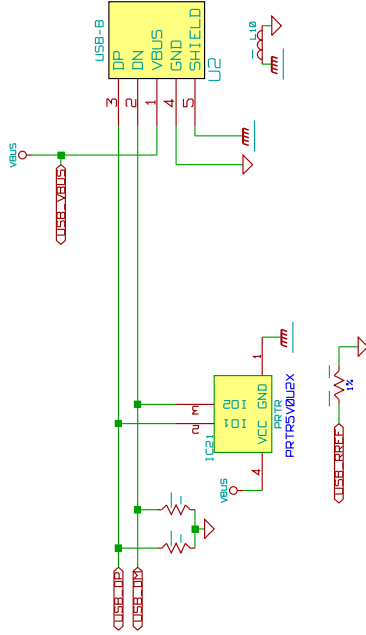 USB-B
DP
DN
VBUS
GND
SHIELD
U2
3
2
1
4
5
L10
VBUS
USB_VBUS
3
2
IO2
IO1
GND
VCC
1
4
IC21
PRTR
PRTR5V0U2X
VBUS
1%
USB_RREF
USB_DP
USB_DM